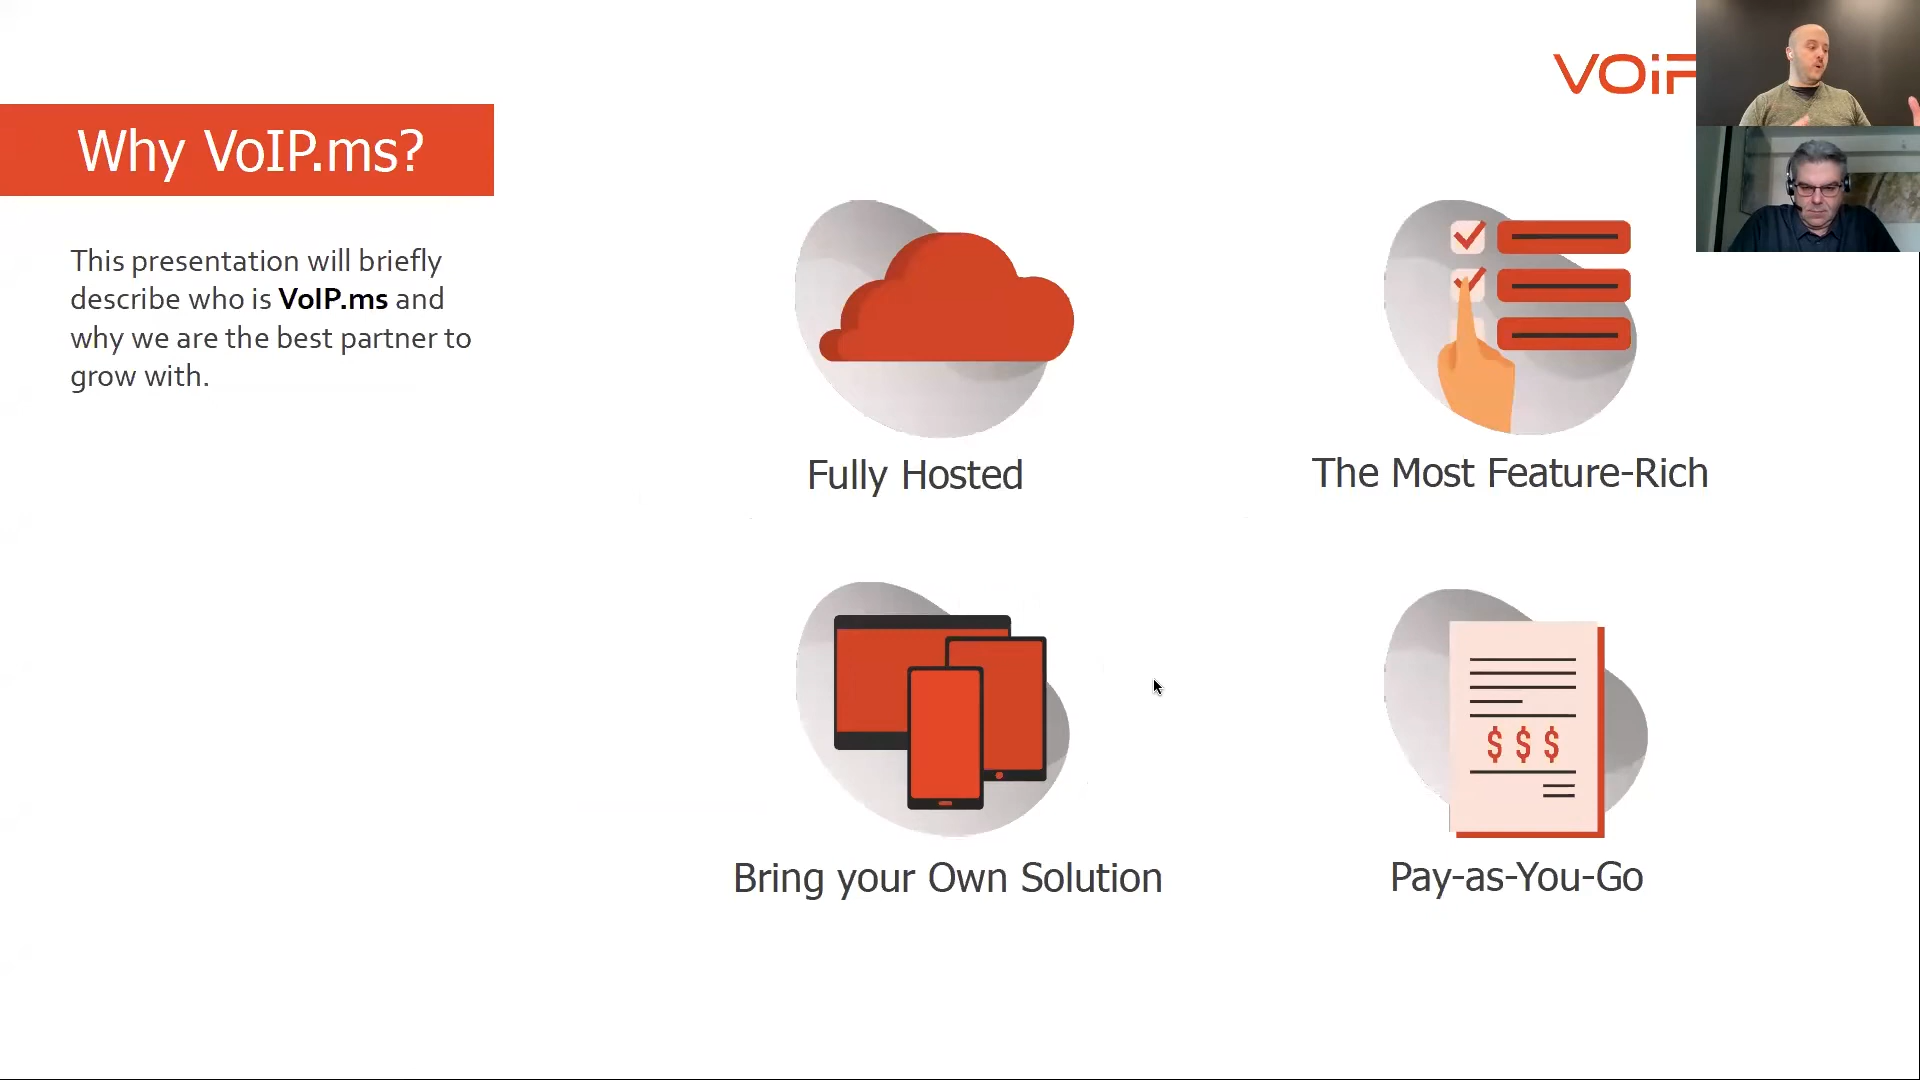 VOiP
Why VoIP.ms?
This presentation will briefly
describe who is VoIP.ms and
why we are the best partner to
grow with.
Fully Hosted
The Most Feature-Rich
$ $ $
Bring your Own Solution
Pay-as-You-Go